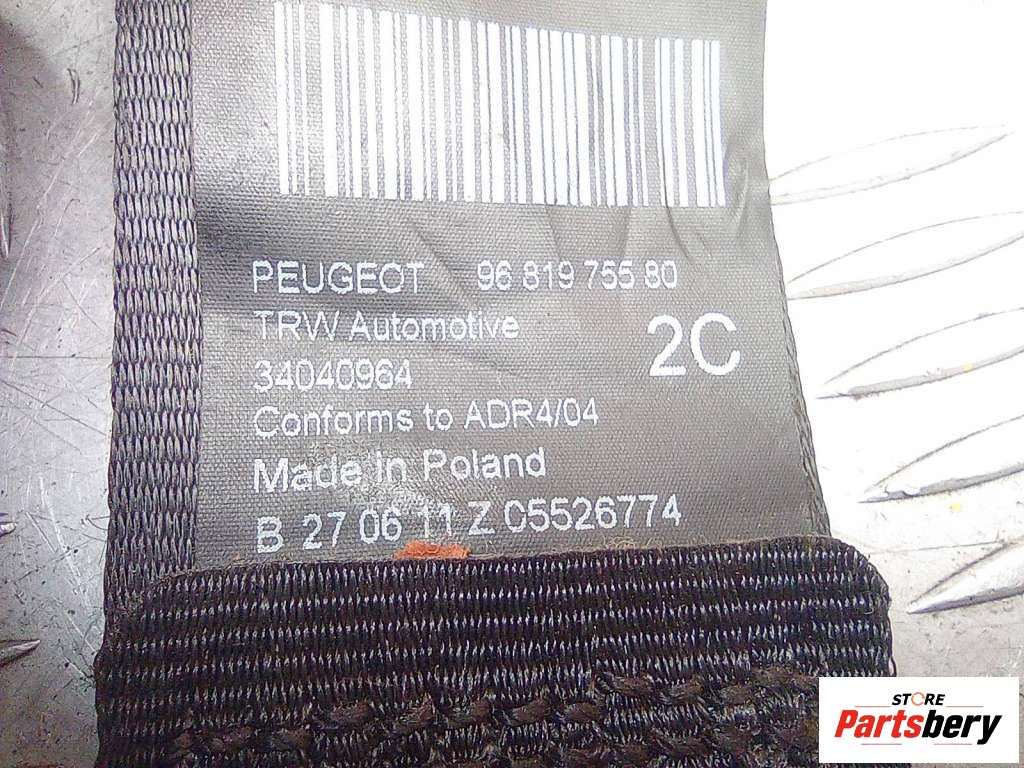 PEUGEOT 96 819 755 80
TRW Automotive
2C
34040964
Conforms to ADR4/04
Made In Poland
B 27 06 11 Z C5526774
STORE
Partsbery